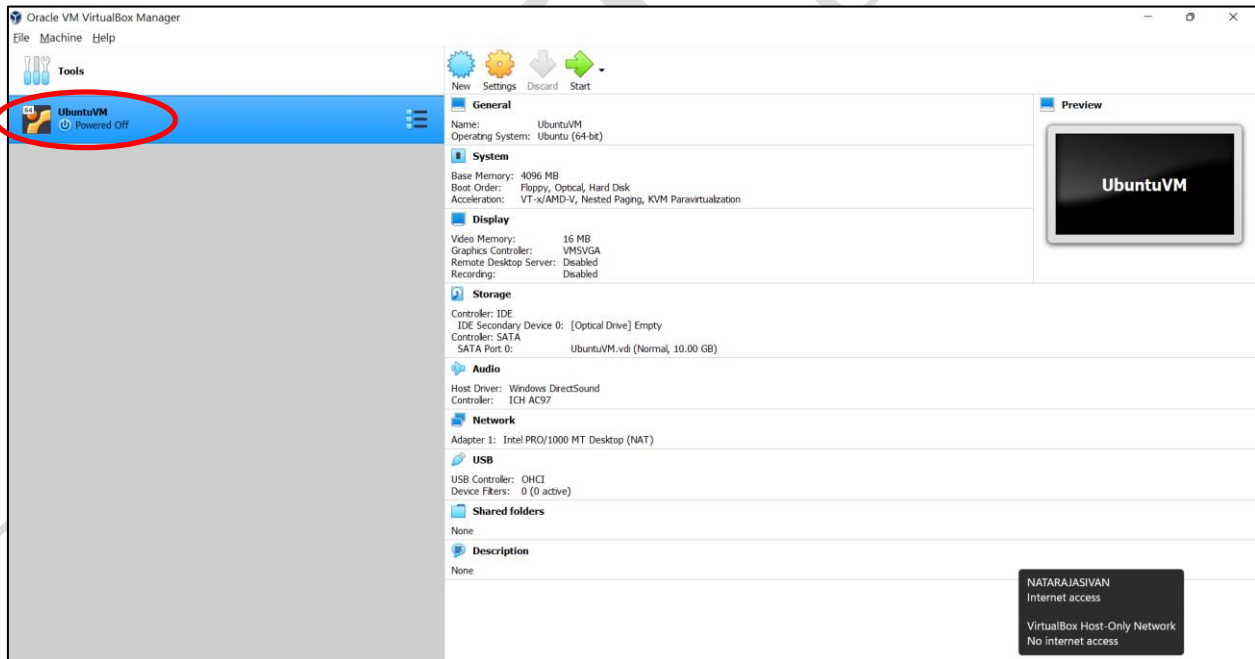 Oracle VM VirtualBox Manager
File Machine Help
Tools
New Settings Discard Start
64
UbuntuVM
Powered Off
General
Name: UbuntuVM
Operating System: Ubuntu (64-bit)
System
Base Memory: 4096 MB
Boot Order: Floppy, Optical, Hard Disk
Acceleration: VT-x/AMD-V, Nested Paging, KVM Paravirtualization
Display
Video Memory: 16 MB
Graphics Controller: VMSVGA
Remote Desktop Server: Disabled
Recording: Disabled
Storage
Controller: IDE
IDE Secondary Device 0: [Optical Drive] Empty
Controller: SATA
SATA Port 0: UbuntuVM.vdi (Normal, 10.00 GB)
Audio
Host Driver: Windows DirectSound
Controller: ICH AC97
Network
Adapter 1: Intel PRO/1000 MT Desktop (NAT)
USB
USB Controller: OHCI
Device Filters: 0 (0 active)
Shared folders
None
Description
None
Preview
UbuntuVM
NATARAJASIVAN
Internet access
VirtualBox Host-Only Network
No internet access